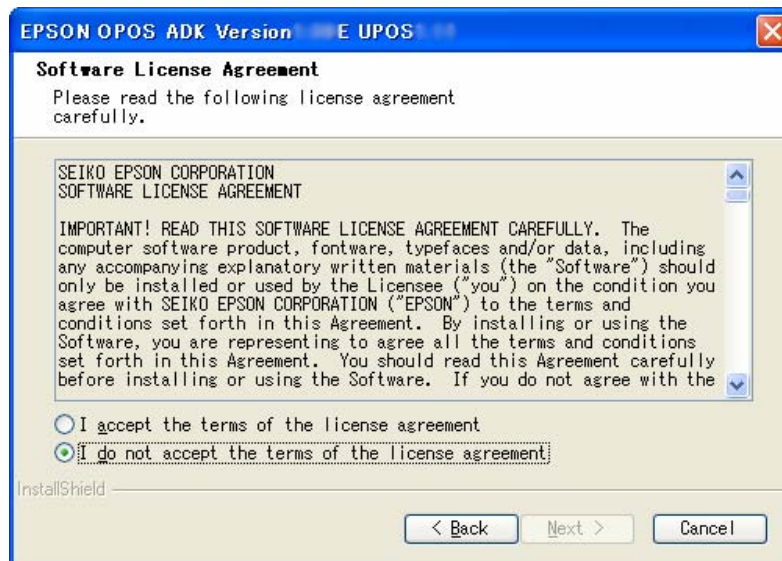 EPSON OPOS ADK Version E UPOS
Software License Agreement
Please read the following license agreement
carefully.
SEIKO EPSON CORPORATION
SOFTWARE LICENSE AGREEMENT
IMPORTANT! READ THIS SOFTWARE LICENSE AGREEMENT CAREFULLY. The
computer software product, fontware, typefaces and/or data, including
any accompanying explanatory written materials (the "Software") should
only be installed or used by the Licensee ("you") on the condition you
agree with SEIKO EPSON CORPORATION ("EPSON") to the terms and
conditions set forth in this Agreement. By installing or using the
Software, you are representing to agree all the terms and conditions
set forth in this Agreement. You should read this Agreement carefully
before installing or using the Software. If you do not agree with the
I accept the terms of the license agreement
I do not accept the terms of the license agreement
InstallShield
< Back Next > Cancel